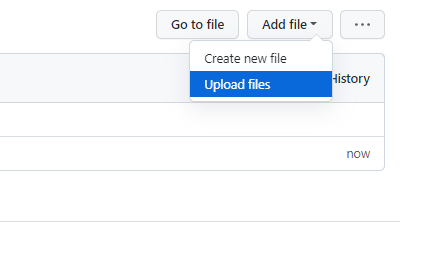 Go to file
Add file
...
Create new file
Upload files
History
now